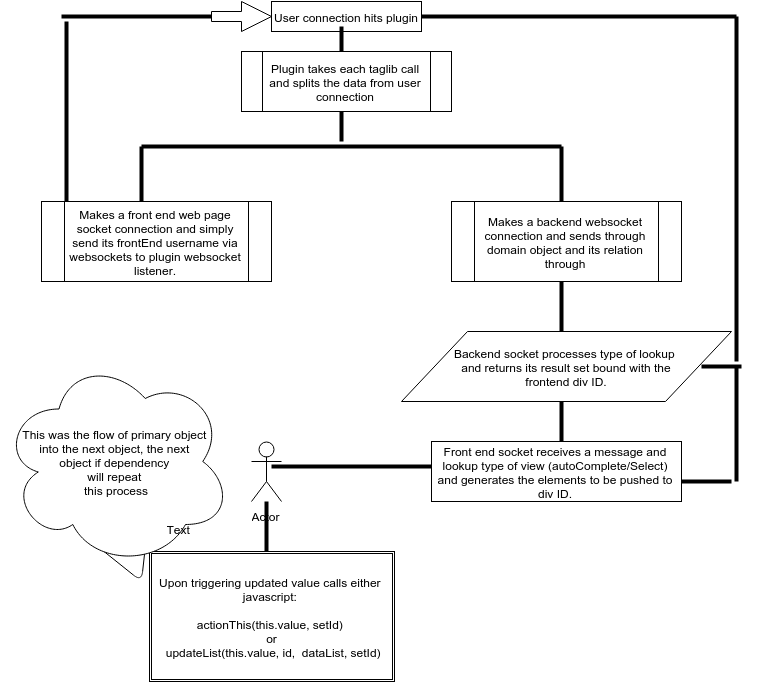 User connection hits plugin
Plugin takes each taglib call
and splits the data from user
connection
Makes a front end web page
socket connection and simply
send its frontEnd username via
websockets to plugin websocket
listener.
Makes a backend websocket
connection and sends through
domain object and its relation
through
Backend socket processes type of lookup
and returns its result set bound with the
frontend div ID.
Front end socket receives a message and
lookup type of view (autoComplete/Select)
and generates the elements to be pushed to
div ID.
This was the flow of primary object
into the next object, the next
object if dependency
will repeat
this process
Text
Actor
Upon triggering updated value calls either
javascript:
actionThis(this.value, setId)
or
updateList(this.value, id,  dataList, setId)